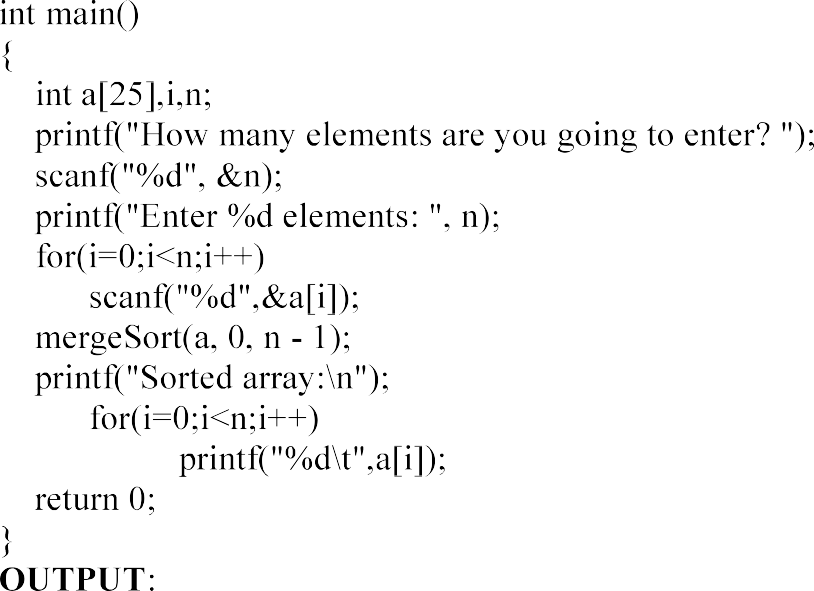 int main()
{
int a[25],i,n;
printf("How many elements are you going to enter? ");
scanf("%d", &n);
printf("Enter %d elements: ", n);
for(i=0;i<n;i++)
scanf("%d",&a[i]);
mergeSort(a, 0, n - 1);
printf("Sorted array:\n");
for(i=0;i<n;i++)
printf("%d\t",a[i]);
return 0;
}
OUTPUT: